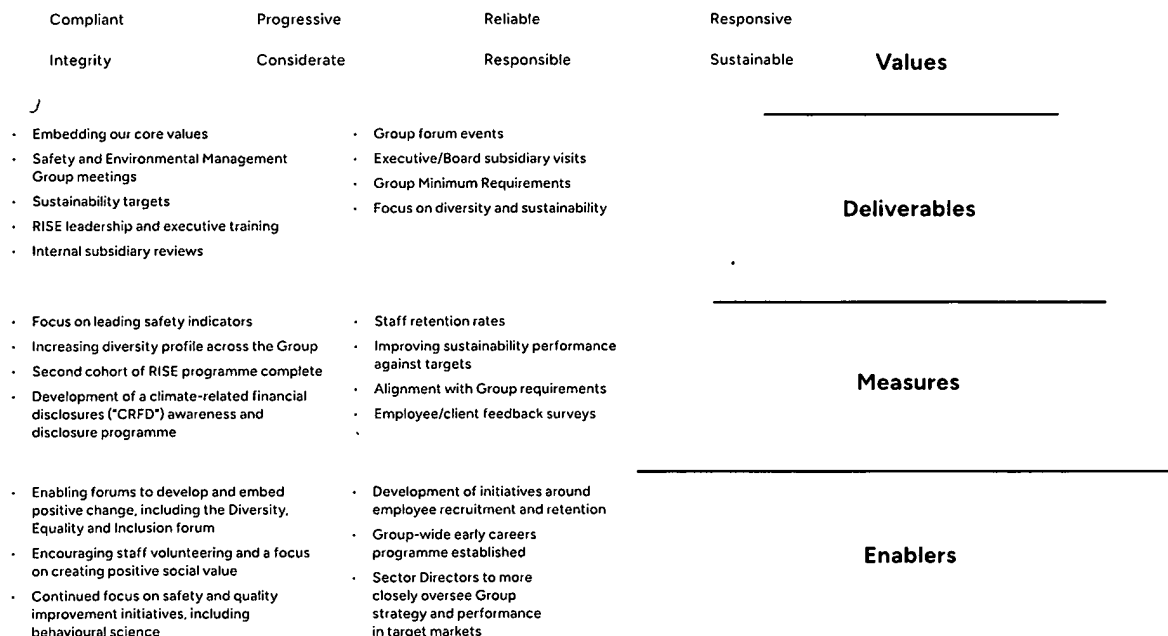 Compliant Progressive Reliable Responsive
Integrity Considerate Responsible Sustainable
Values
· Embedding our core values
· Safety and Environmental Management
Group meetings
· Sustainability targets
· RISE leadership and executive training
· Internal subsidiary reviews
· Group forum events
· Executive/Board subsidiary visits
· Group Minimum Requirements
· Focus on diversity and sustainability
Deliverables
· Focus on leading safety indicators
· Increasing diversity profile across the Group
· Second cohort of RISE programme complete
· Development of a climate-related financial
disclosures ("CRFD") awareness and
disclosure programme
· Staff retention rates
· Improving sustainability performance
against targets
· Alignment with Group requirements
· Employee/client feedback surveys
Measures
· Enabling forums to develop and embed
positive change, including the Diversity,
Equality and Inclusion forum
· Encouraging staff volunteering and a focus
on creating positive social value
· Continued focus on safety and quality
improvement initiatives, including
behavioural science
· Development of initiatives around
employee recruitment and retention
· Group-wide early careers
programme established
· Sector Directors to more
closely oversee Group
strategy and performance
in target markets
Enablers